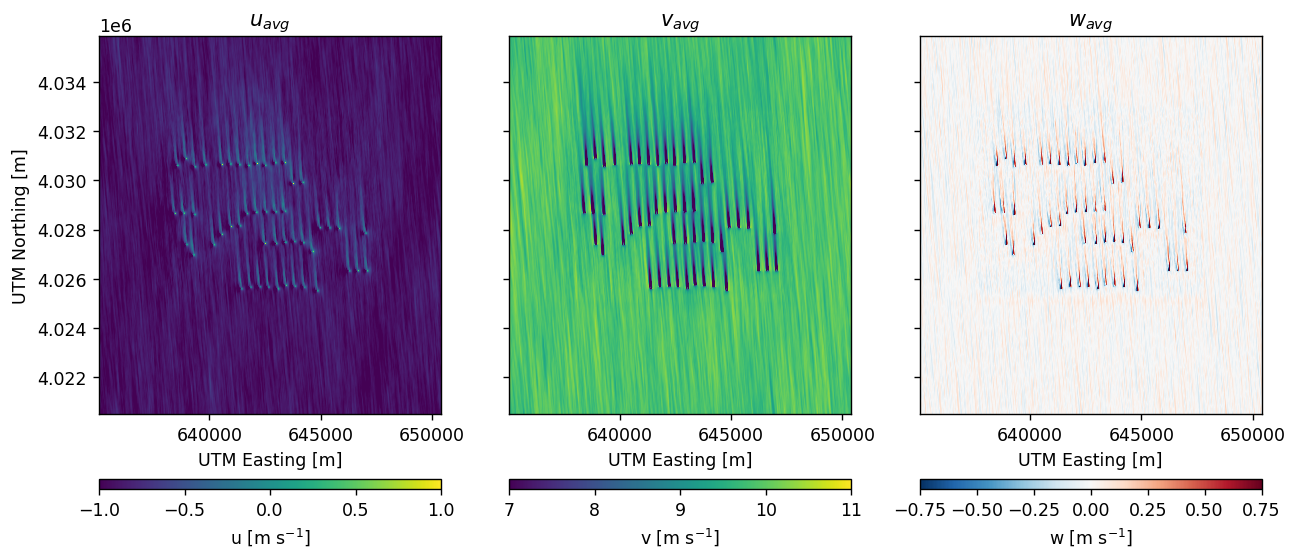 u_avg
v_avg
w_avg
1e6
4.034
4.032
4.030
4.028
4.026
4.024
4.022
UTM Northing [m]
640000 645000 650000
640000 645000 650000
640000 645000 650000
UTM Easting [m]
UTM Easting [m]
UTM Easting [m]
−1.0 −0.5 0.0 0.5 1.0
7 8 9 10 11
−0.75 −0.50 −0.25 0.00 0.25 0.50 0.75
u [m s⁻¹]
v [m s⁻¹]
w [m s⁻¹]